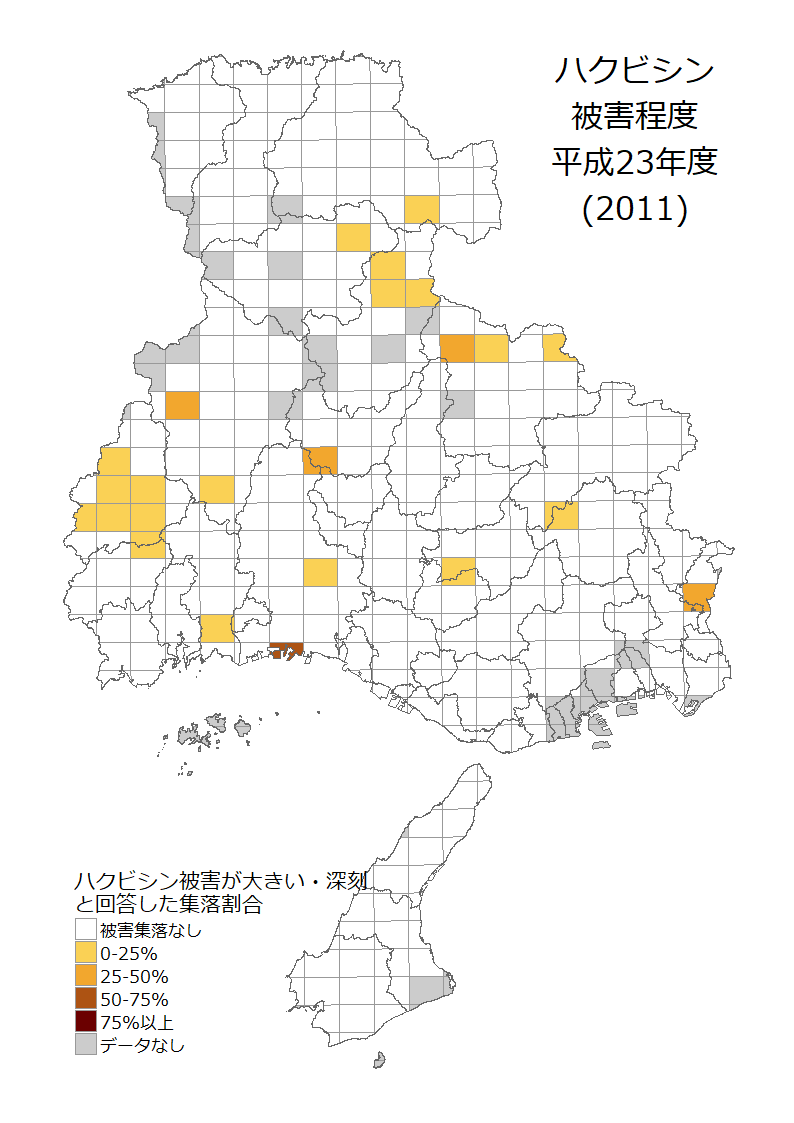 ハクビシン
被害程度
平成23年度
(2011)
ハクビシン被害が大きい・深刻
と回答した集落割合
被害集落なし
0-25%
25-50%
50-75%
75%以上
データなし